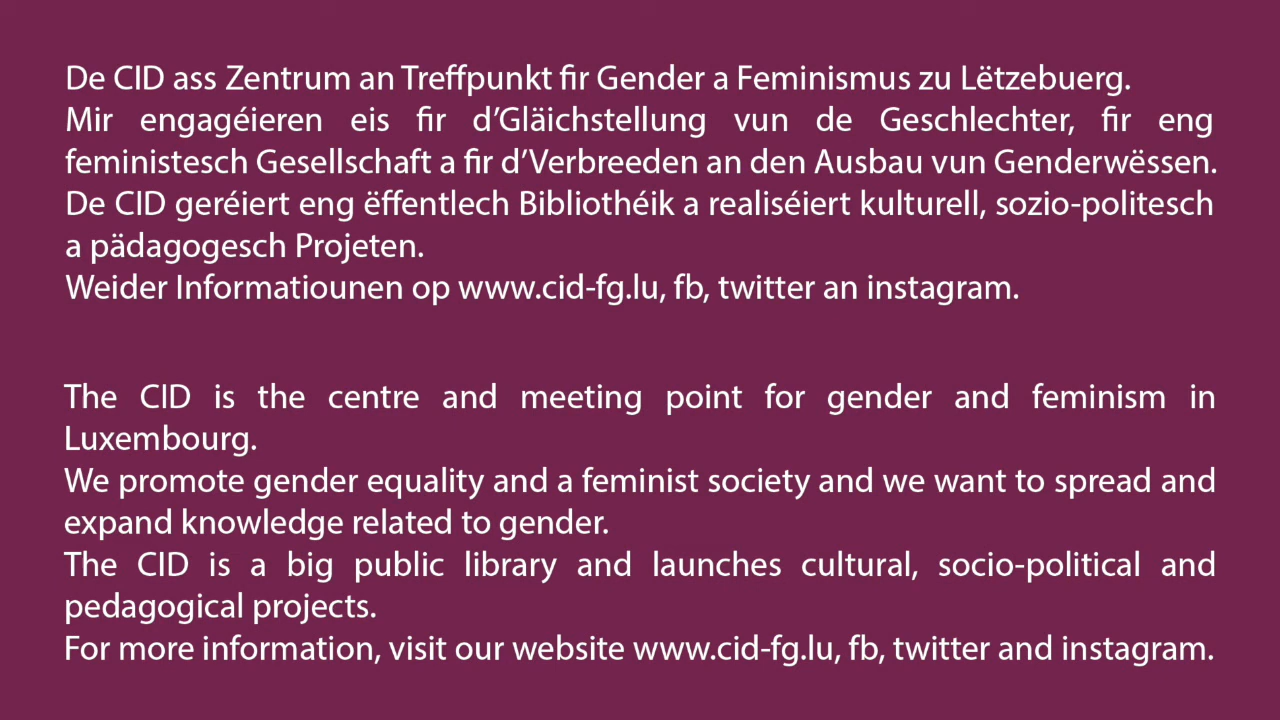 De CID ass Zentrum an Treffpunkt fir Gender a Feminismus zu Lëtzebuerg.
Mir engagéieren eis fir d’Gläichstellung vun de Geschlechter, fir eng
feministesch Gesellschaft a fir d’Verbreeden an den Ausbau vun Genderwëssen.
De CID geréiert eng ëffentlech Bibliothéik a realiséiert kulturell, sozio-politesch
a pädagogesch Projeten.
Weider Informatiounen op www.cid-fg.lu, fb, twitter an instagram.
The CID is the centre and meeting point for gender and feminism in
Luxembourg.
We promote gender equality and a feminist society and we want to spread and
expand knowledge related to gender.
The CID is a big public library and launches cultural, socio-political and
pedagogical projects.
For more information, visit our website www.cid-fg.lu, fb, twitter and instagram.